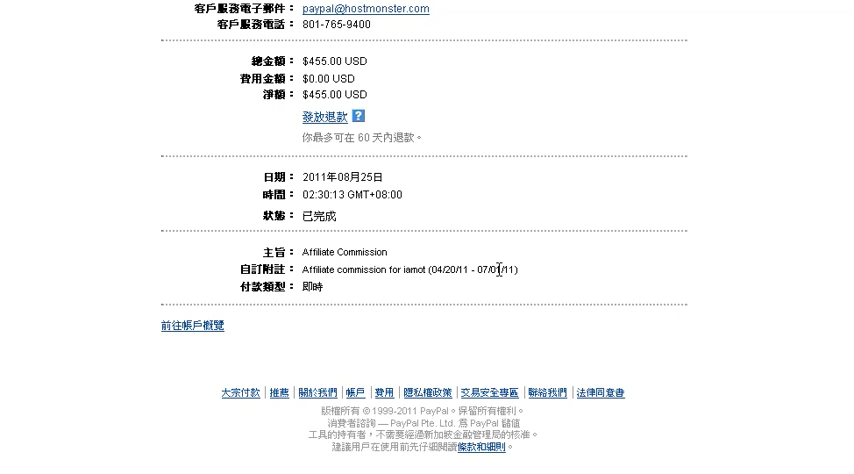 客戶服務電子郵件： paypal@hostmonster.com
客戶服務電話： 801-765-9400
總金額： $455.00 USD
費用金額： $0.00 USD
淨額： $455.00 USD
發放退款 ?
你最多可在 60 天內退款。
日期： 2011年08月25日
時間： 02:30:13 GMT+08:00
狀態： 已完成
主旨： Affiliate Commission
自訂附註： Affiliate commission for iamot (04/20/11 - 07/01/11)
付款類型： 即時
前往帳戶概覽
大宗付款 | 推薦 | 關於我們 | 帳戶 | 費用 | 隱私權政策 | 交易安全專區 | 聯絡我們 | 法律同意書
版權所有 © 1999-2011 PayPal。保留所有權利。
消費者諮詢 — PayPal Pte. Ltd. 為 PayPal 儲值
工具的持有者，不需要經過新加坡金融管理局的核准。
建議用戶在使用前先仔細閱讀條款和細則。